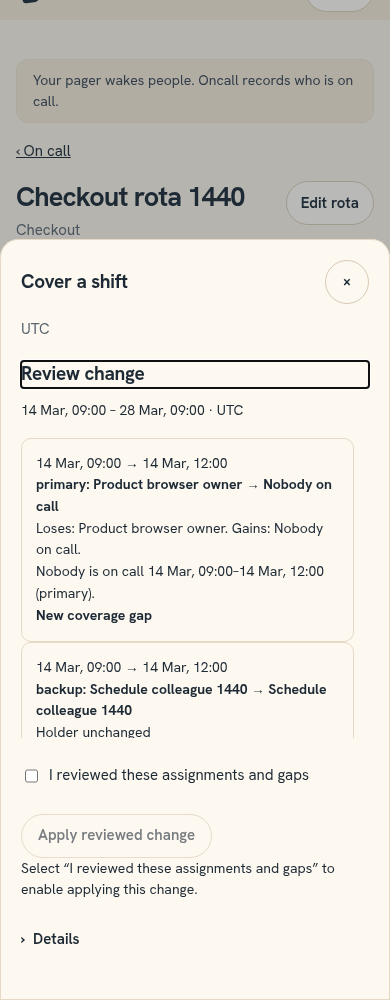 Your pager wakes people. Oncall records who is on
call.
‹ On call
Checkout rota 1440
Edit rota
Checkout
Cover a shift
×
UTC
Review change
14 Mar, 09:00 – 28 Mar, 09:00 · UTC
14 Mar, 09:00 → 14 Mar, 12:00
primary: Product browser owner → Nobody on
call
Loses: Product browser owner. Gains: Nobody
on call.
Nobody is on call 14 Mar, 09:00–14 Mar, 12:00
(primary).
New coverage gap
14 Mar, 09:00 → 14 Mar, 12:00
backup: Schedule colleague 1440 → Schedule
colleague 1440
Holder unchanged
I reviewed these assignments and gaps
Apply reviewed change
Select “I reviewed these assignments and gaps” to
enable applying this change.
› Details